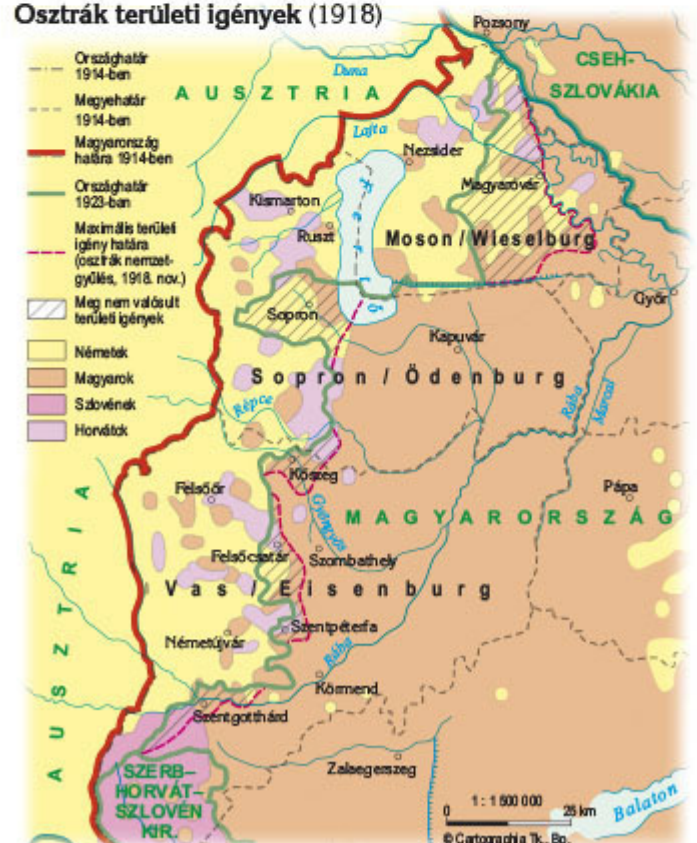 Osztrák területi igények (1918)
Országhatár
1914-ben
Megyehatár
1914-ben
Magyarország
határa 1914-ben
Országhatár
1923-ban
Maximális területi
igény határa
(osztrák nemzet-
gyűlés, 1918. nov.)
Meg nem valósult
területi igények
Németek
Magyarok
Szlovének
Horvátok
Pozsony
CSEH-
SZLOVÁKIA
Duna
AUSZTRIA
Lajta
Nezsider
Magyaróvár
Kismarton
Ruszt
Fertő
Moson / Wieselburg
Győr
Sopron
Kapuvár
Sopron / Ödenburg
Répce
Rába
Marcal
Kőszeg
Pápa
Felsőőr
Gyöngyös
MAGYARORSZÁG
Felsőcsatár
Szombathely
Vas / Eisenburg
AUSZTRIA
Szentpéterfa
Németújvár
Rába
Körmend
Szentgotthárd
SZERB–
HORVÁT–
SZLOVÉN
KIR.
Zalaegerszeg
1 : 1 500 000
0 25 km
Balaton
© Cartographia Tk., Bp.